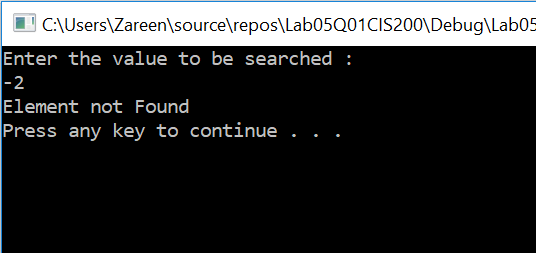 C:\Users\Zareen\source\repos\Lab05Q01CIS200\Debug\Lab05
Enter the value to be searched :
-2
Element not Found
Press any key to continue . . .